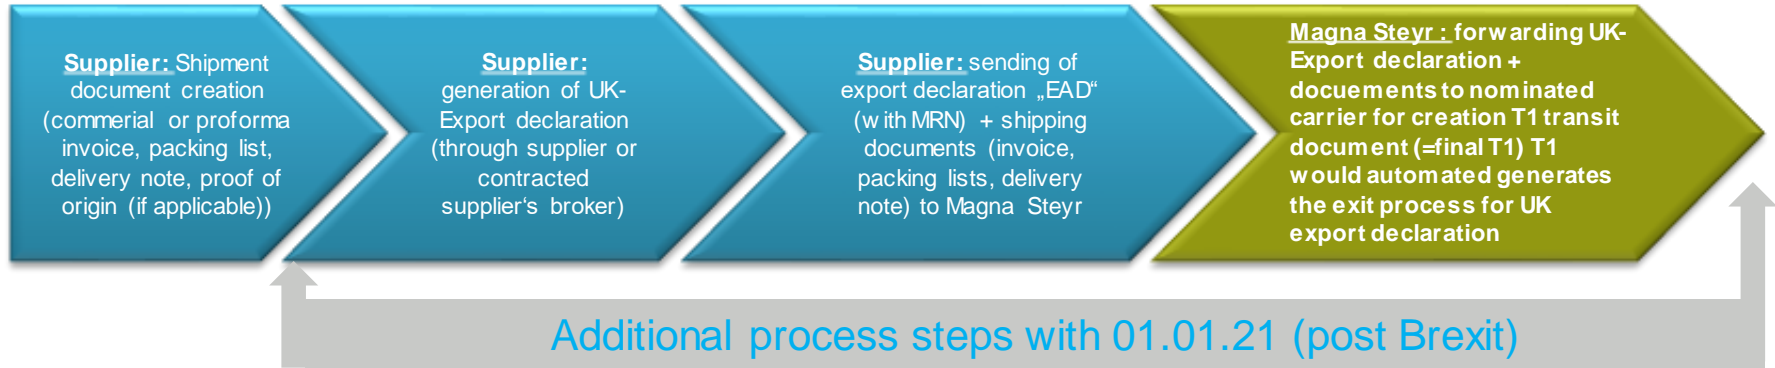 Supplier: Shipment
document creation
(commerial or proforma
invoice, packing list,
delivery note, proof of
origin (if applicable))
Supplier:
generation of UK-
Export declaration
(through supplier or
contracted
supplier‘s broker)
Supplier: sending of
export declaration „EAD“
(with MRN) + shipping
documents (invoice,
packing lists, delivery
note) to Magna Steyr
Magna Steyr : forwarding UK-
Export declaration +
docuements to nominated
carrier for creation T1 transit
document (=final T1) T1
would automated generates
the exit process for UK
export declaration
Additional process steps with 01.01.21 (post Brexit)